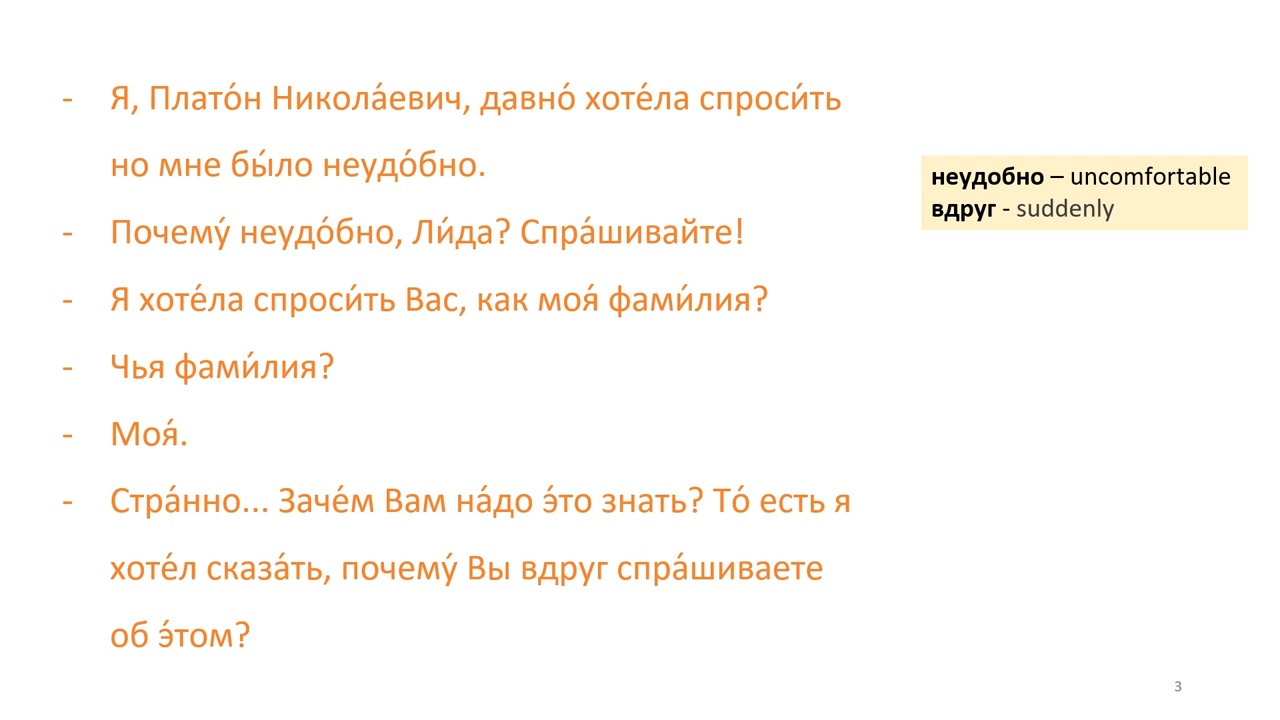 - Я, Плато́н Никола́евич, давно́ хоте́ла спроси́ть
но мне бы́ло неудо́бно.
- Почему́ неудо́бно, Ли́да? Спра́шивайте!
- Я хоте́ла спроси́ть Вас, как моя́ фами́лия?
- Чья фами́лия?
- Моя́.
- Стра́нно... Заче́м Вам на́до э́то знать? То́ есть я
хоте́л сказа́ть, почему́ Вы вдруг спра́шиваете
об э́том?
неудобно – uncomfortable
вдруг - suddenly
3